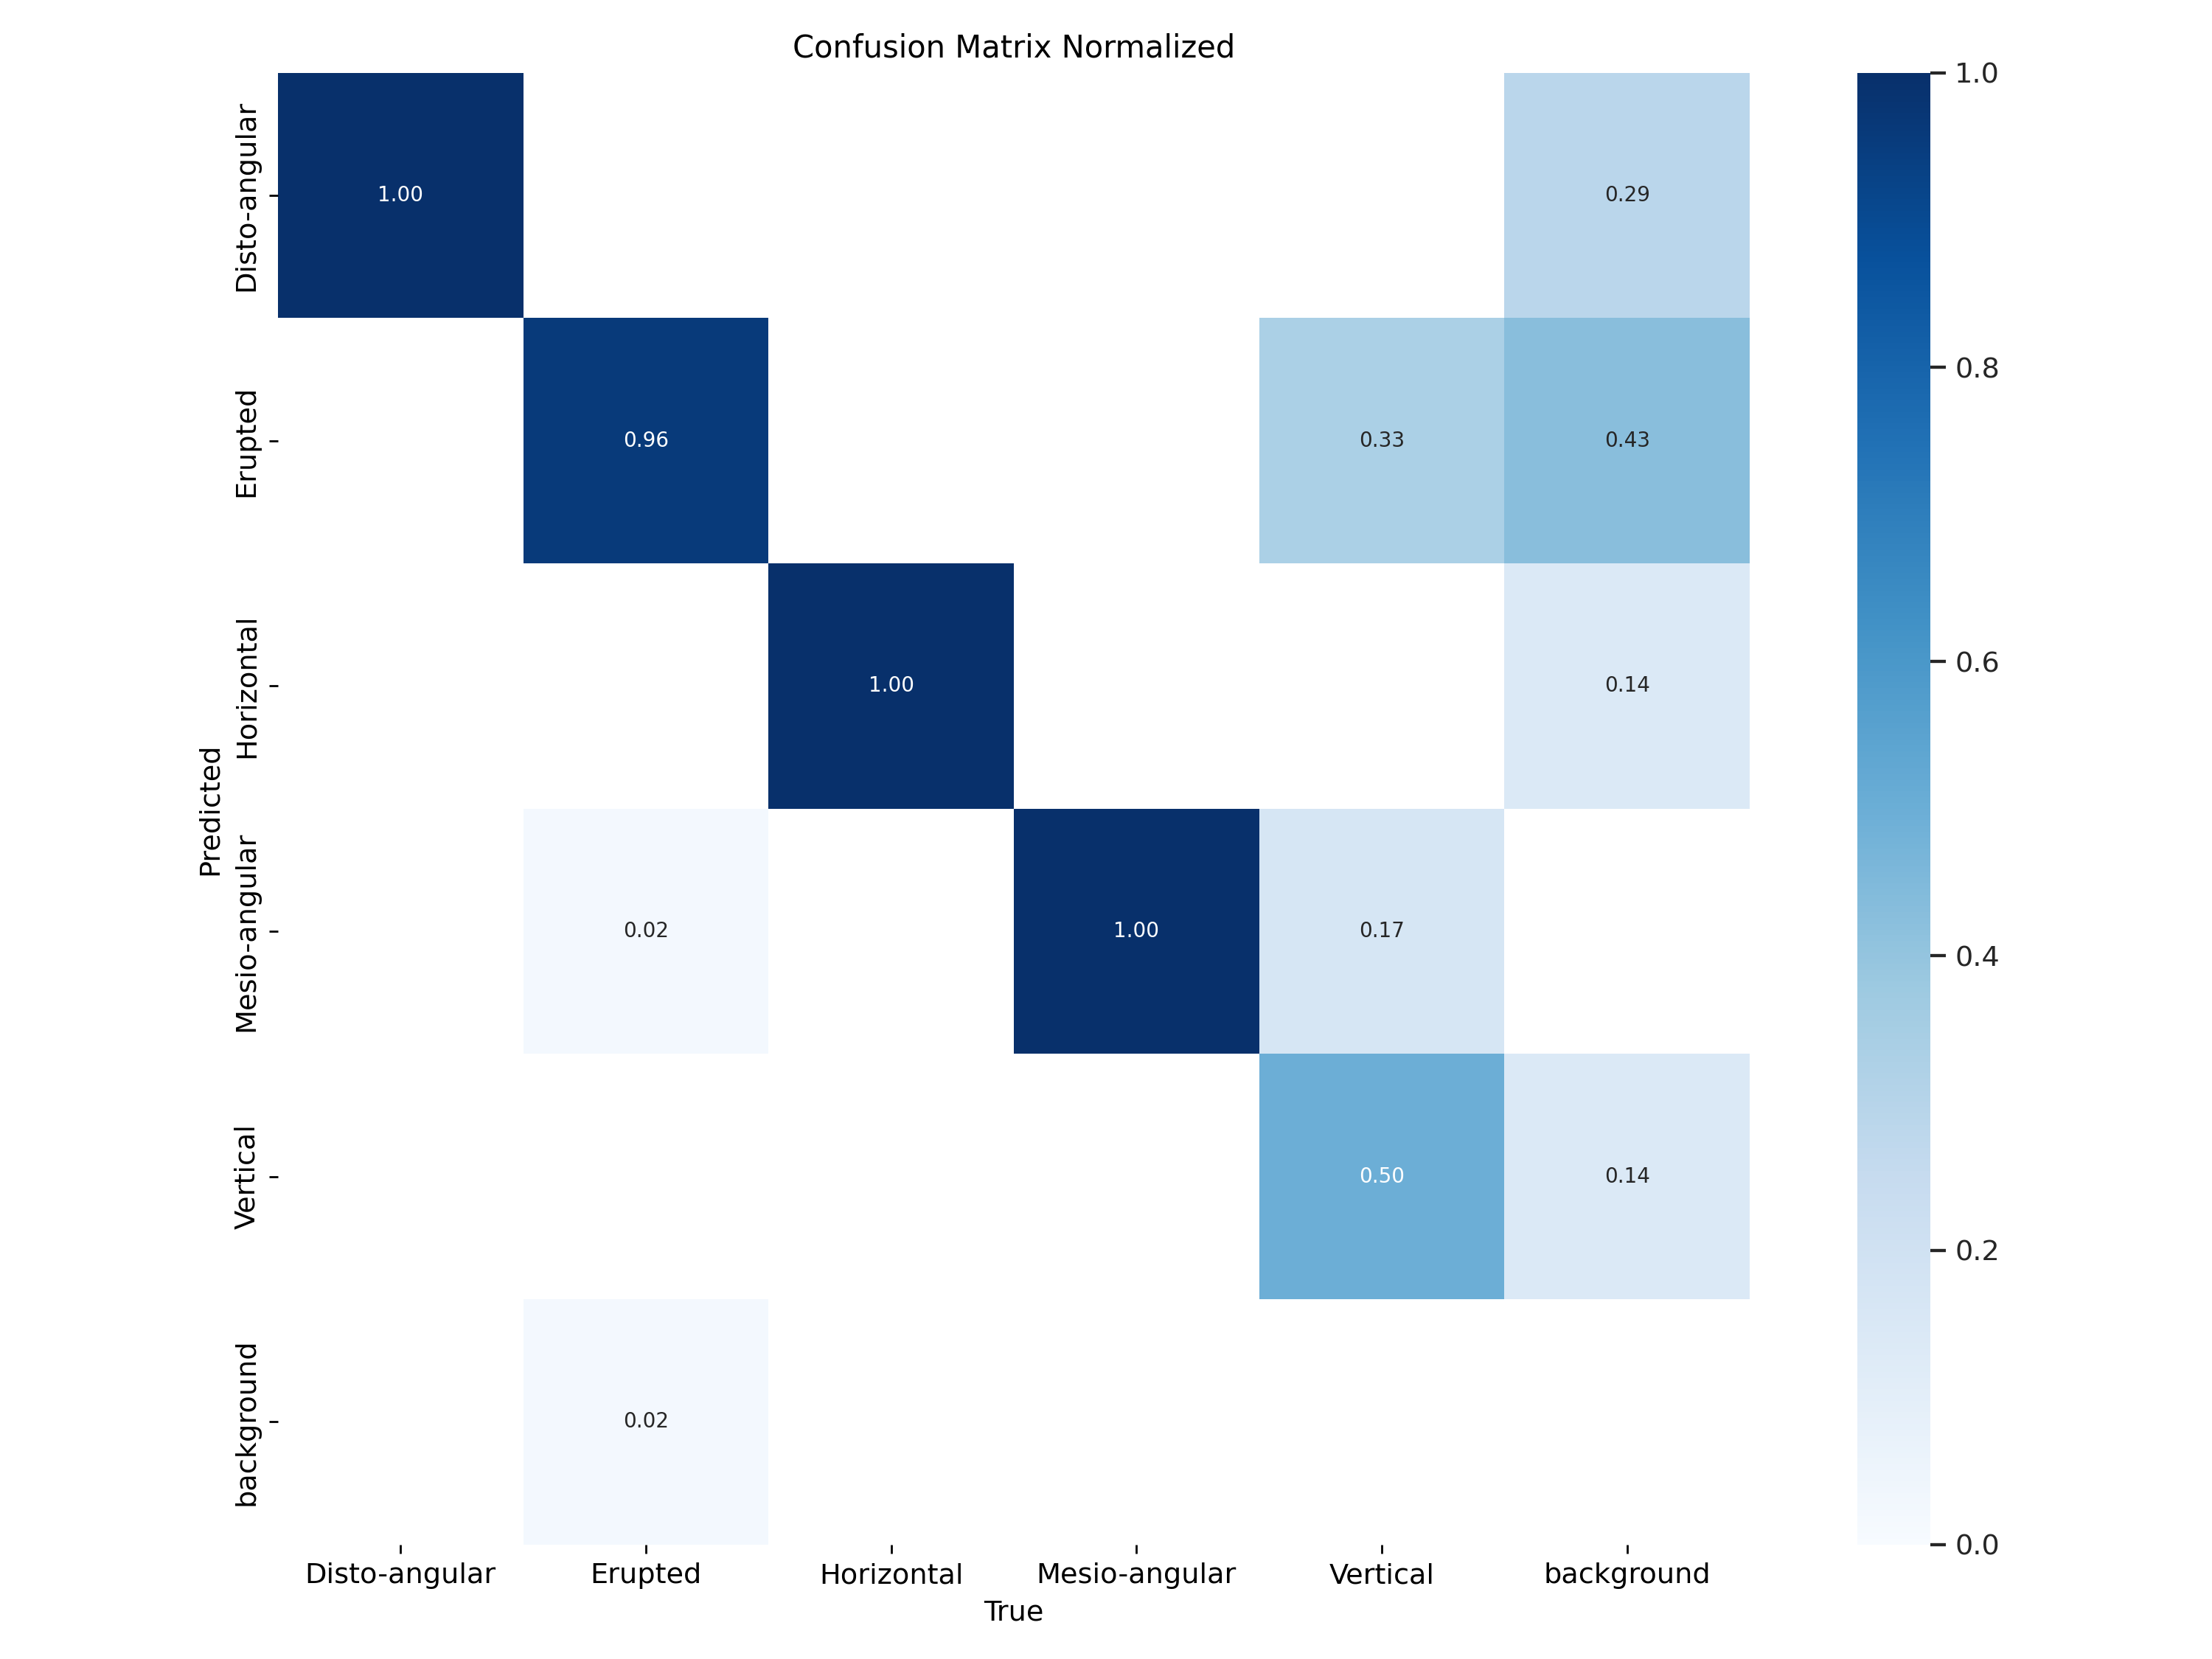 Confusion Matrix Normalized
Disto-angular
1.00
0.29
Erupted
0.96
0.33
0.43
Horizontal
1.00
0.14
Mesio-angular
0.02
1.00
0.17
Vertical
0.50
0.14
background
0.02
Predicted
Disto-angular
Erupted
Horizontal
Mesio-angular
Vertical
background
True
1.0
0.8
0.6
0.4
0.2
0.0